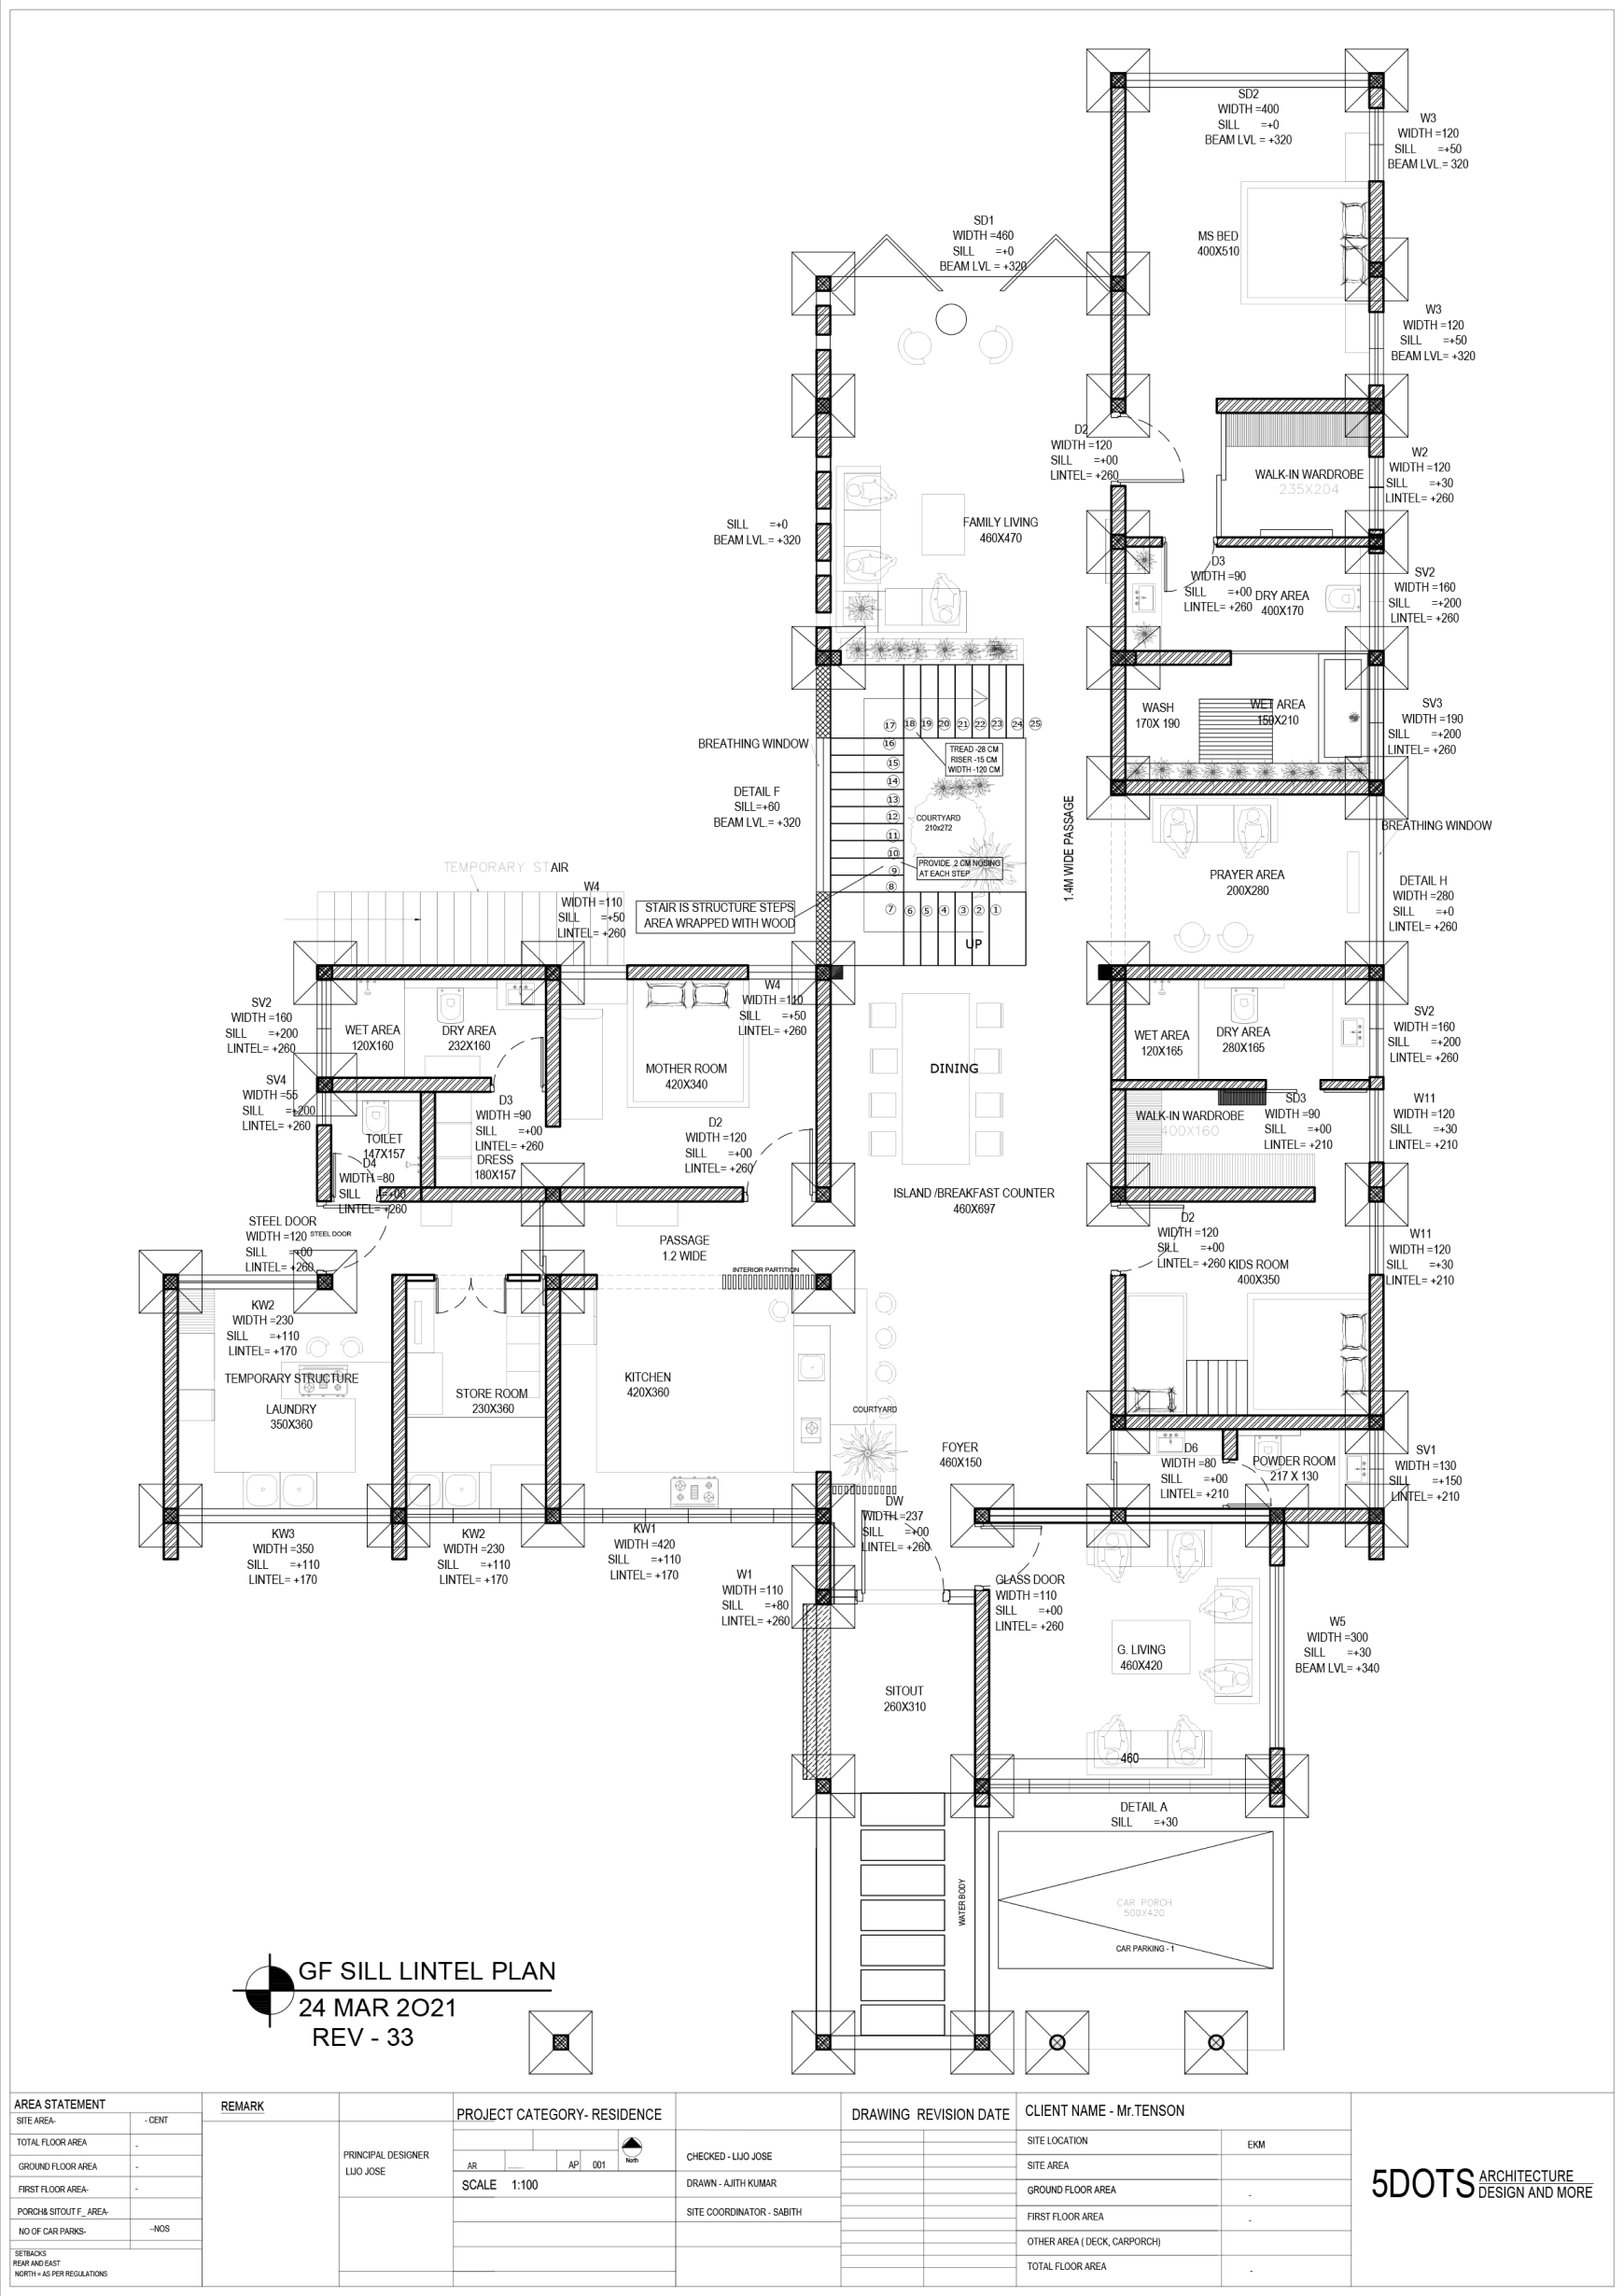 SD2
WIDTH =400
SILL =+0
BEAM LVL = +320
W3
WIDTH =120
SILL =+50
BEAM LVL.= 320
SD1
WIDTH =460
SILL =+0
BEAM LVL = +320
MS BED
400X510
W3
WIDTH =120
SILL =+50
BEAM LVL= +320
D2
WIDTH =120
SILL =+00
LINTEL= +260
WALK-IN WARDROBE
235X204
W2
WIDTH =120
SILL =+30
LINTEL= +260
SILL =+0
BEAM LVL.= +320
FAMILY LIVING
460X470
D3
WIDTH =90
SILL =+00
LINTEL= +260
DRY AREA
400X170
SV2
WIDTH =160
SILL =+200
LINTEL= +260
WASH
170X 190
WET AREA
150X210
SV3
WIDTH =190
SILL =+200
LINTEL= +260
BREATHING WINDOW
17 18 19 20 21 22 23 24 25
16
15
14
13
12
11
10
9
8
7 6 5 4 3 2 1
TREAD -28 CM
RISER -15 CM
WIDTH -120 CM
DETAIL F
SILL=+60
BEAM LVL.= +320
COURTYARD
210x272
PROVIDE 2 CM NOSING
AT EACH STEP
1.4M WIDE PASSAGE
BREATHING WINDOW
PRAYER AREA
200X280
DETAIL H
WIDTH =280
SILL =+0
LINTEL= +260
TEMPORARY STAIR
W4
WIDTH =110
SILL =+50
LINTEL= +260
STAIR IS STRUCTURE STEPS
AREA WRAPPED WITH WOOD
UP
SV2
WIDTH =160
SILL =+200
LINTEL= +260
WET AREA
120X160
DRY AREA
232X160
W4
WIDTH =110
SILL =+50
LINTEL= +260
MOTHER ROOM
420X340
DINING
WET AREA
120X165
DRY AREA
280X165
SV2
WIDTH =160
SILL =+200
LINTEL= +260
SV4
WIDTH =55
SILL =+200
LINTEL= +260
D3
WIDTH =90
SILL =+00
LINTEL= +260
DRESS
180X157
TOILET
147X157
D4
WIDTH =80
SILL =+00
LINTEL= +260
D2
WIDTH =120
SILL =+00
LINTEL= +260
WALK-IN WARDROBE
400X160
SD3
WIDTH =90
SILL =+00
LINTEL= +210
W11
WIDTH =120
SILL =+30
LINTEL= +210
ISLAND /BREAKFAST COUNTER
460X697
STEEL DOOR
WIDTH =120
SILL =+00
LINTEL= +260
STEEL DOOR
PASSAGE
1.2 WIDE
INTERIOR PARTITION
D2
WIDTH =120
SILL =+00
LINTEL= +260
KIDS ROOM
400X350
W11
WIDTH =120
SILL =+30
LINTEL= +210
KW2
WIDTH =230
SILL =+110
LINTEL= +170
TEMPORARY STRUCTURE
LAUNDRY
350X360
STORE ROOM
230X360
KITCHEN
420X360
COURTYARD
FOYER
460X150
D6
WIDTH =80
SILL =+00
LINTEL= +210
POWDER ROOM
217 X 130
SV1
WIDTH =130
SILL =+150
LINTEL= +210
KW3
WIDTH =350
SILL =+110
LINTEL= +170
KW2
WIDTH =230
SILL =+110
LINTEL= +170
KW1
WIDTH =420
SILL =+110
LINTEL= +170
DW
WIDTH =237
SILL =+00
LINTEL= +260
W1
WIDTH =110
SILL =+80
LINTEL= +260
GLASS DOOR
WIDTH =110
SILL =+00
LINTEL= +260
G. LIVING
460X420
W5
WIDTH =300
SILL =+30
BEAM LVL= +340
SITOUT
260X310
460
DETAIL A
SILL =+30
WATER BODY
CAR PORCH
500X420
CAR PARKING - 1
GF SILL LINTEL PLAN
24 MAR 2O21
REV - 33
AREA STATEMENT
SITE AREA- - CENT
TOTAL FLOOR AREA -
GROUND FLOOR AREA -
FIRST FLOOR AREA- -
PORCH& SITOUT F_ AREA-
NO OF CAR PARKS- --NOS
SETBACKS
REAR AND EAST
NORTH = AS PER REGULATIONS
REMARK
PRINCIPAL DESIGNER
LIJO JOSE
PROJECT CATEGORY- RESIDENCE
AR ....... AP 001
North
SCALE 1:100
CHECKED - LIJO JOSE
DRAWN - AJITH KUMAR
SITE COORDINATOR - SABITH
DRAWING REVISION DATE
CLIENT NAME - Mr.TENSON
SITE LOCATION EKM
SITE AREA
GROUND FLOOR AREA -
FIRST FLOOR AREA -
OTHER AREA ( DECK, CARPORCH)
TOTAL FLOOR AREA -
5DOTS ARCHITECTURE
DESIGN AND MORE